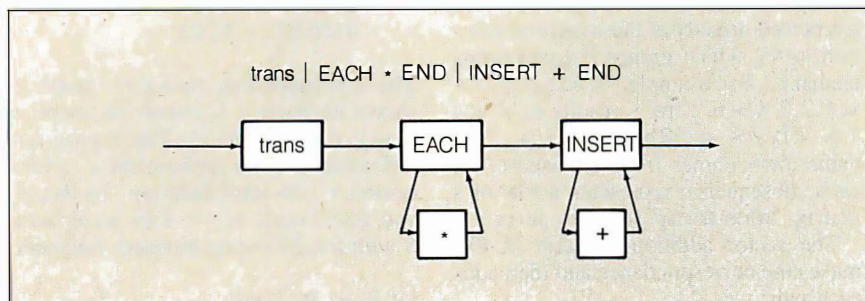 trans | EACH * END | INSERT + END
trans
EACH
INSERT
*
+